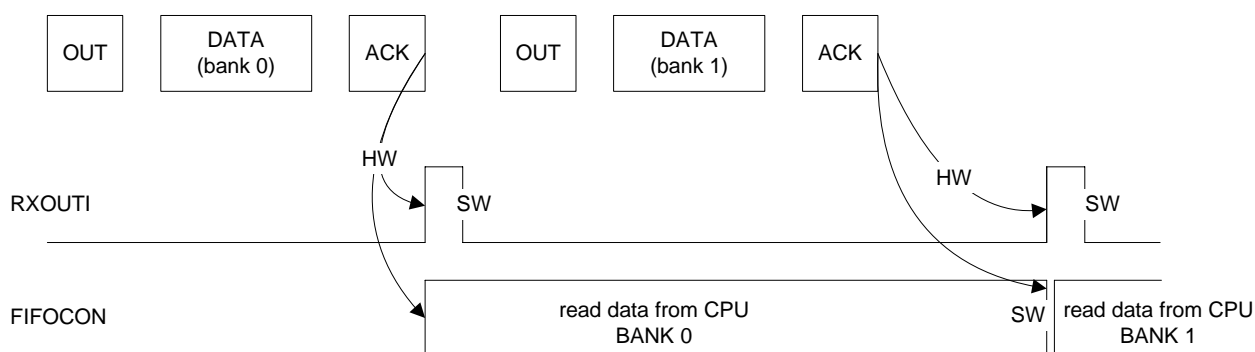 OUT
DATA
(bank 0)
ACK
OUT
DATA
(bank 1)
ACK
HW
HW
RXOUTI
SW
SW
FIFOCON
read data from CPU
BANK 0
SW
read data from CPU
BANK 1